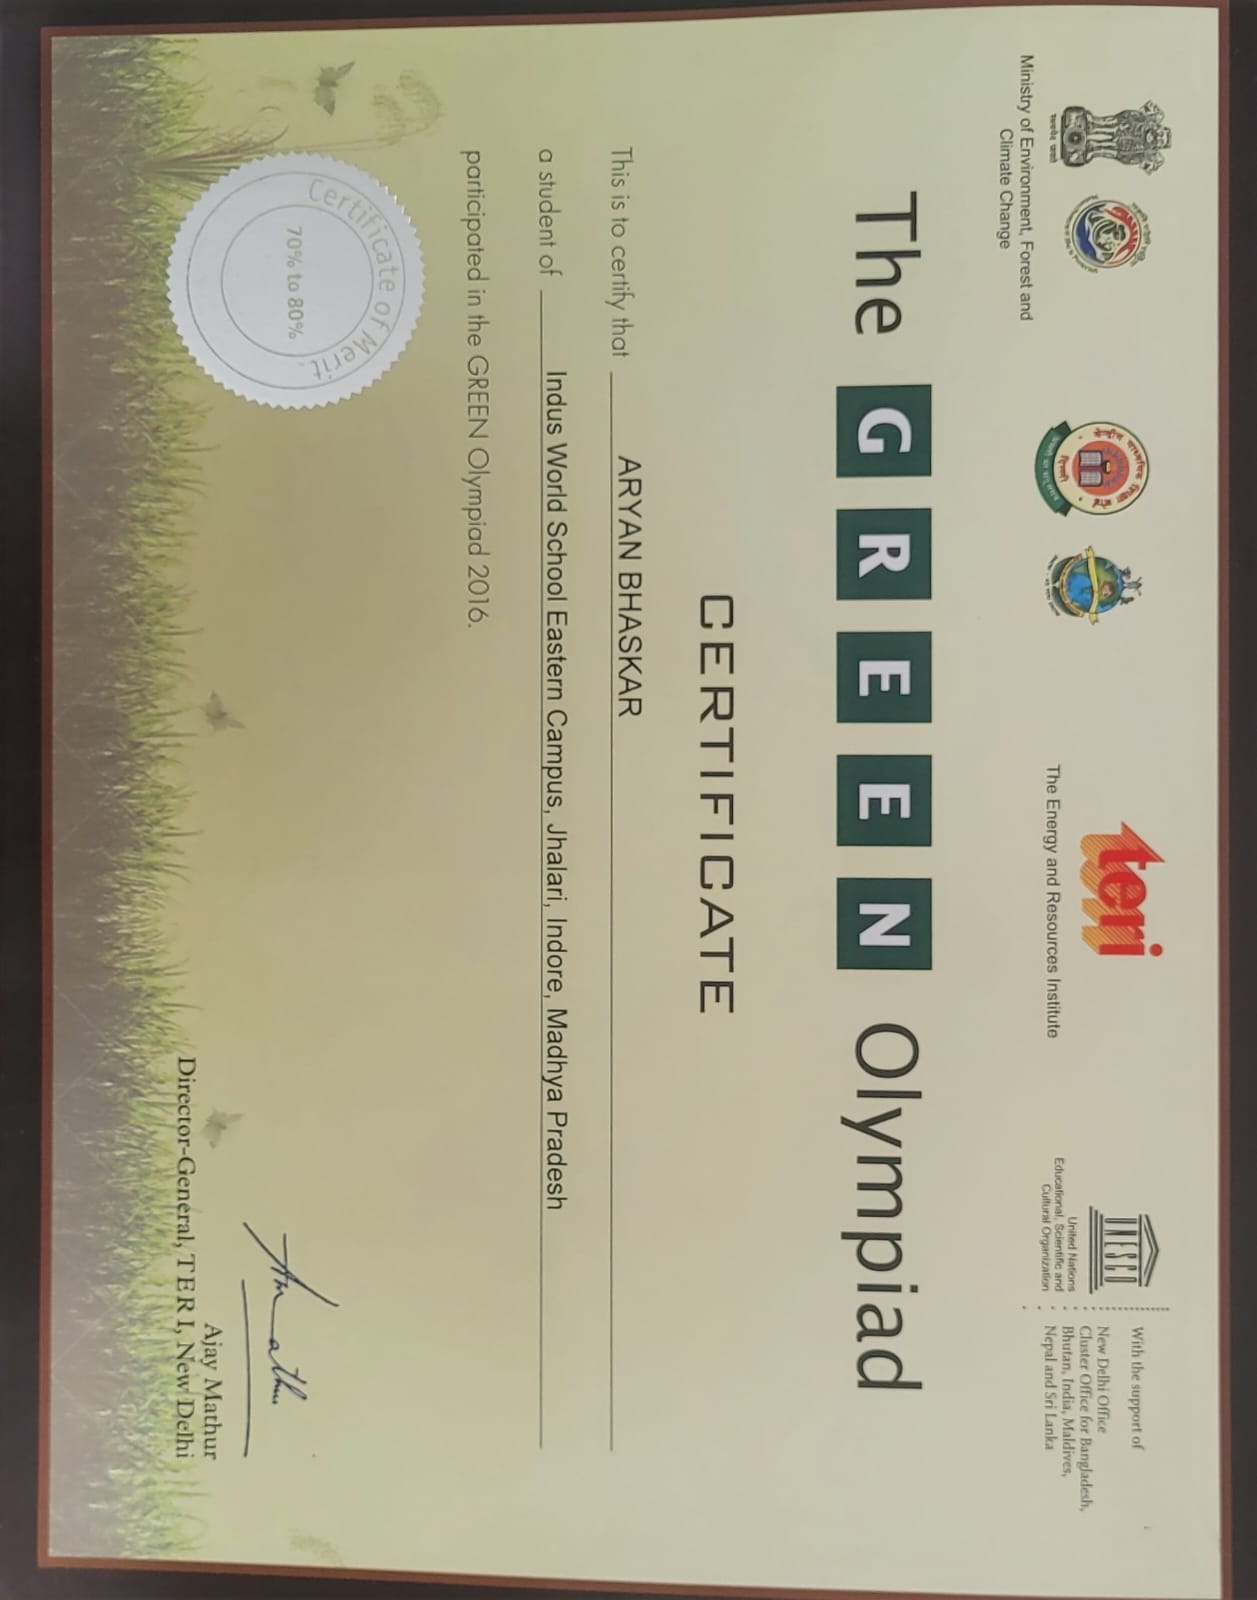 Ministry of Environment, Forest and
Climate Change
teri
The Energy and Resources Institute
UNESCO
United Nations
Educational, Scientific and
Cultural Organization
With the support of
New Delhi Office
Cluster Office for Bangladesh,
Bhutan, India, Maldives,
Nepal and Sri Lanka
The GREEN Olympiad
CERTIFICATE
This is to certify that ARYAN BHASKAR
a student of Indus World School Eastern Campus, Jhalari, Indore, Madhya Pradesh
participated in the GREEN Olympiad 2016.
Certificate of Merit
70% to 80%
Ajay Mathur
Director-General, TERI, New Delhi